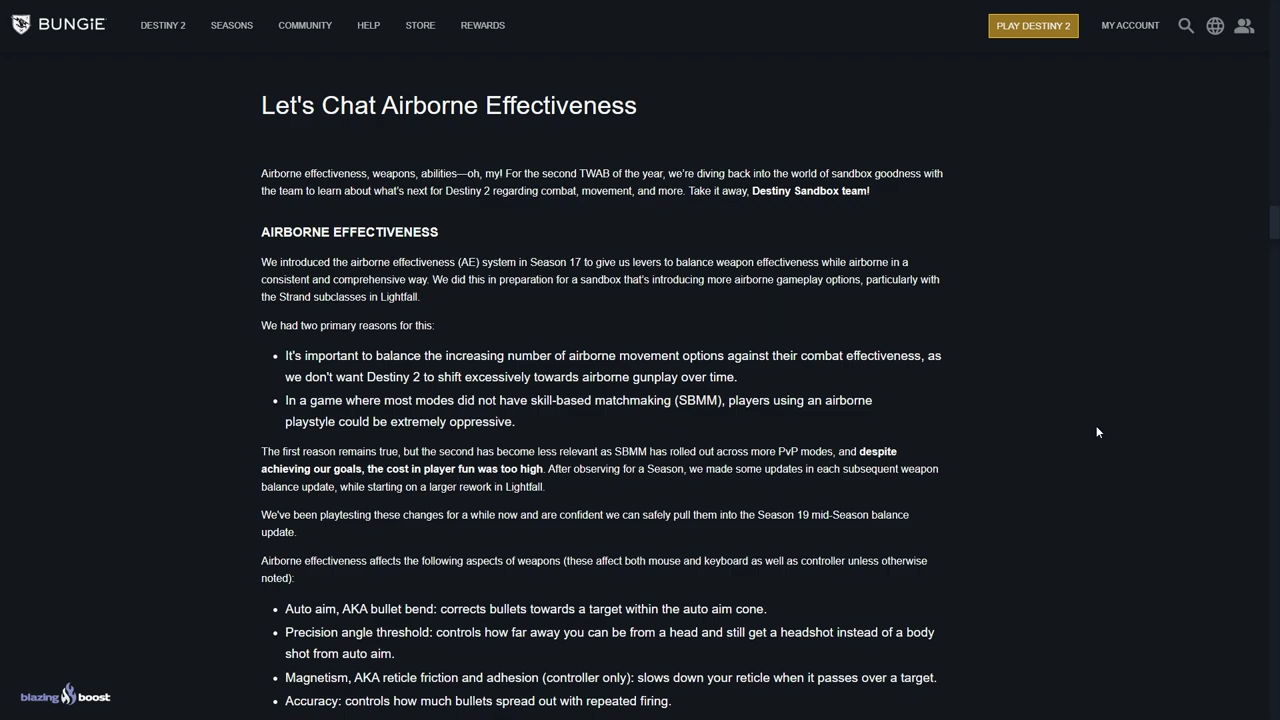 BUNGiE DESTINY 2 SEASONS COMMUNITY HELP STORE REWARDS PLAY DESTINY 2 MY ACCOUNT
Let's Chat Airborne Effectiveness
Airborne effectiveness, weapons, abilities—oh, my! For the second TWAB of the year, we're diving back into the world of sandbox goodness with
the team to learn about what's next for Destiny 2 regarding combat, movement, and more. Take it away, Destiny Sandbox team!
AIRBORNE EFFECTIVENESS
We introduced the airborne effectiveness (AE) system in Season 17 to give us levers to balance weapon effectiveness while airborne in a
consistent and comprehensive way. We did this in preparation for a sandbox that's introducing more airborne gameplay options, particularly with
the Strand subclasses in Lightfall.
We had two primary reasons for this:
• It's important to balance the increasing number of airborne movement options against their combat effectiveness, as
we don't want Destiny 2 to shift excessively towards airborne gunplay over time.
• In a game where most modes did not have skill-based matchmaking (SBMM), players using an airborne
playstyle could be extremely oppressive.
The first reason remains true, but the second has become less relevant as SBMM has rolled out across more PvP modes, and despite
achieving our goals, the cost in player fun was too high. After observing for a Season, we made some updates in each subsequent weapon
balance update, while starting on a larger rework in Lightfall.
We've been playtesting these changes for a while now and are confident we can safely pull them into the Season 19 mid-Season balance
update.
Airborne effectiveness affects the following aspects of weapons (these affect both mouse and keyboard as well as controller unless otherwise
noted):
• Auto aim, AKA bullet bend: corrects bullets towards a target within the auto aim cone.
• Precision angle threshold: controls how far away you can be from a head and still get a headshot instead of a body
shot from auto aim.
• Magnetism, AKA reticle friction and adhesion (controller only): slows down your reticle when it passes over a target.
• Accuracy: controls how much bullets spread out with repeated firing.
blazing boost